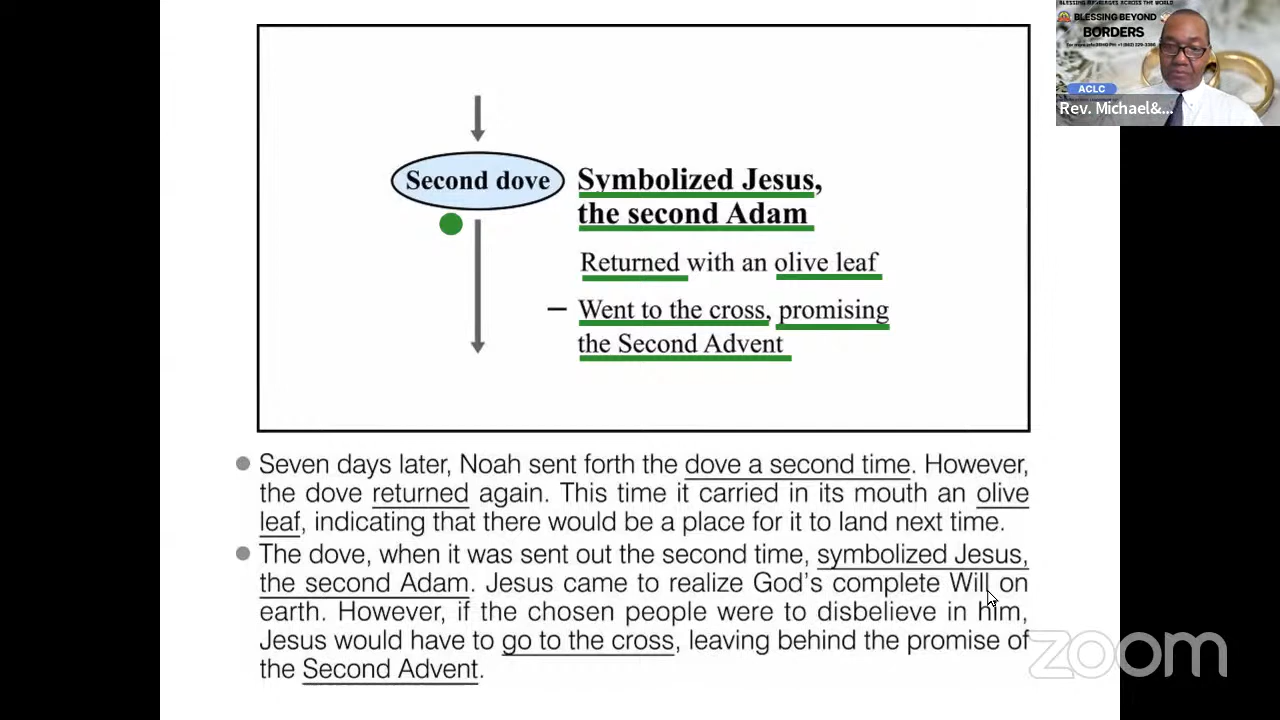 BLESSING MARRIAGES ACROSS THE WORLD
BLESSING BEYOND
BORDERS
ACLC
Rev. Michael&...
Second dove
Symbolized Jesus,
the second Adam
Returned with an olive leaf
– Went to the cross, promising
the Second Advent
● Seven days later, Noah sent forth the dove a second time. However,
the dove returned again. This time it carried in its mouth an olive
leaf, indicating that there would be a place for it to land next time.
● The dove, when it was sent out the second time, symbolized Jesus,
the second Adam. Jesus came to realize God's complete Will on
earth. However, if the chosen people were to disbelieve in him,
Jesus would have to go to the cross, leaving behind the promise of
the Second Advent.
zoom